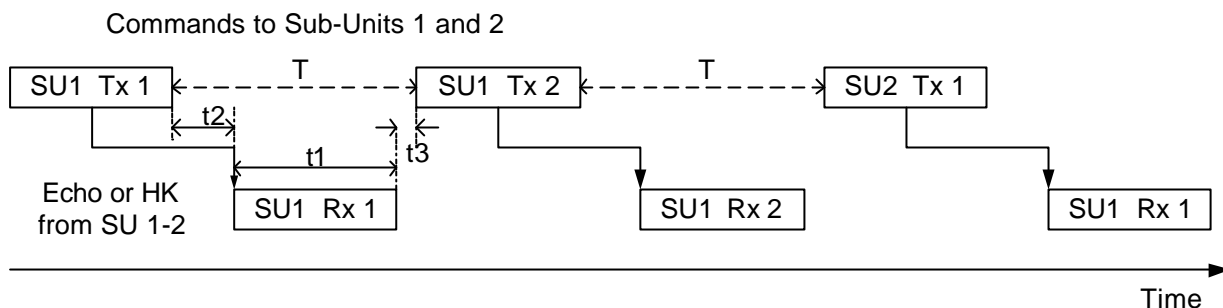 Commands to Sub-Units 1 and 2
SU1 Tx 1
T
SU1 Tx 2
T
SU2 Tx 1
t2
t1
t3
Echo or HK
from SU 1-2
SU1 Rx 1
SU1 Rx 2
SU1 Rx 1
Time